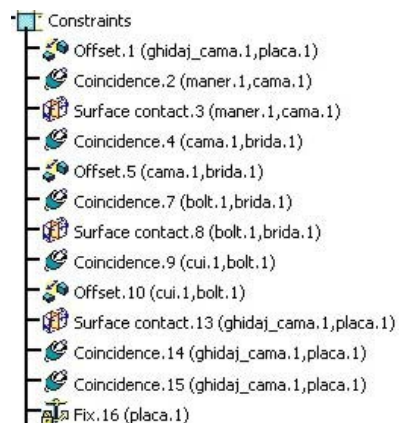 Constraints
Offset.1 (ghidaj_cama.1,placa.1)
Coincidence.2 (maner.1,cama.1)
Surface contact.3 (maner.1,cama.1)
Coincidence.4 (cama.1,brida.1)
Offset.5 (cama.1,brida.1)
Coincidence.7 (bolt.1,brida.1)
Surface contact.8 (bolt.1,brida.1)
Coincidence.9 (cui.1,bolt.1)
Offset.10 (cui.1,bolt.1)
Surface contact.13 (ghidaj_cama.1,placa.1)
Coincidence.14 (ghidaj_cama.1,placa.1)
Coincidence.15 (ghidaj_cama.1,placa.1)
Fix.16 (placa.1)